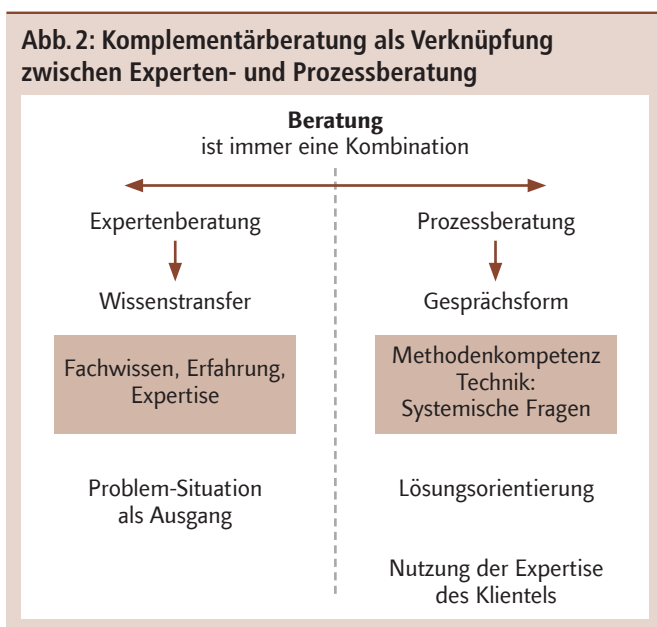 Abb. 2: Komplementärberatung als Verknüpfung
zwischen Experten- und Prozessberatung
Beratung
ist immer eine Kombination
Expertenberatung
Prozessberatung
Wissenstransfer
Gesprächsform
Fachwissen, Erfahrung,
Expertise
Methodenkompetenz
Technik:
Systemische Fragen
Problem-Situation
als Ausgang
Lösungsorientierung
Nutzung der Expertise
des Klientels